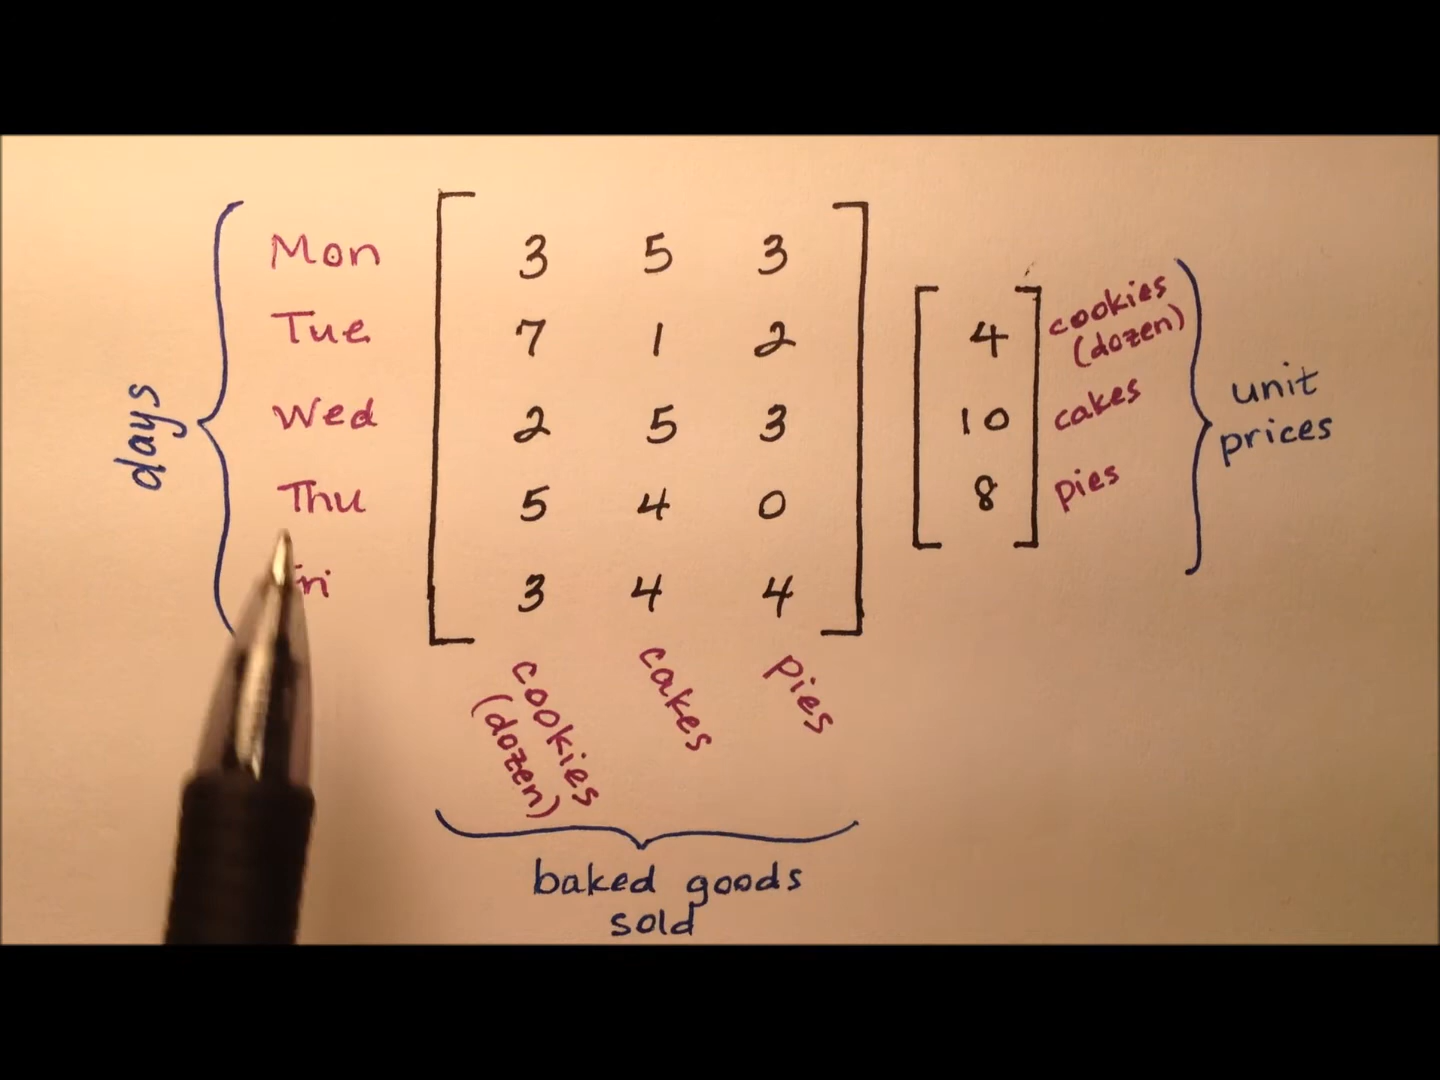 Mon 3 5 3
Tue 7 1 2
Wed 2 5 3
Thu 5 4 0
3 4 4
days
cookies
(dozen)
cakes
pies
baked goods
sold
4 cookies
(dozen)
10 cakes
8 pies
unit
prices